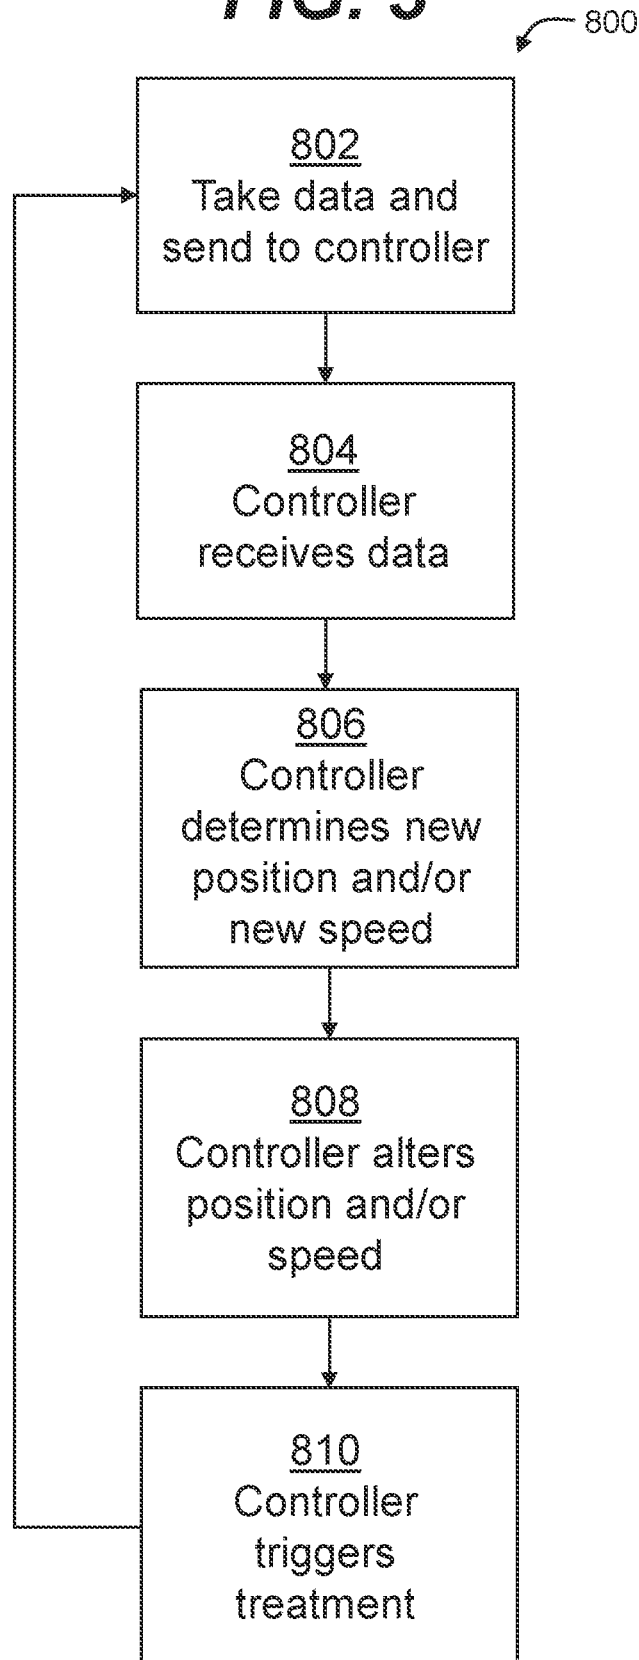 800
802
Take data and
send to controller
804
Controller
receives data
806
Controller
determines new
position and/or
new speed
808
Controller alters
position and/or
speed
810
Controller
triggers
treatment